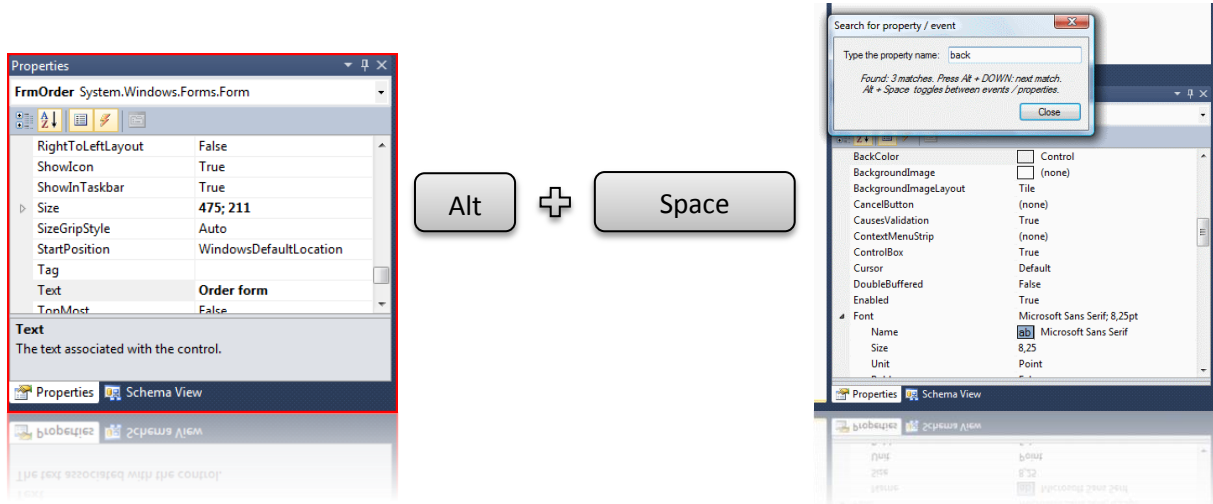 Properties
FrmOrder System.Windows.Forms.Form
RightToLeftLayout False
ShowIcon True
ShowInTaskbar True
Size 475; 211
SizeGripStyle Auto
StartPosition WindowsDefaultLocation
Tag
Text Order form
TopMost False
Text
The text associated with the control.
Properties Schema View
Alt
Space
Search for property / event
Type the property name: back
Found: 3 matches. Press Alt + DOWN: next match.
Alt + Space toggles between events / properties.
Close
BackColor Control
BackgroundImage (none)
BackgroundImageLayout Tile
CancelButton (none)
CausesValidation True
ContextMenuStrip (none)
ControlBox True
Cursor Default
DoubleBuffered False
Enabled True
Font Microsoft Sans Serif; 8,25pt
Name ab Microsoft Sans Serif
Size 8,25
Unit Point
Properties Schema View